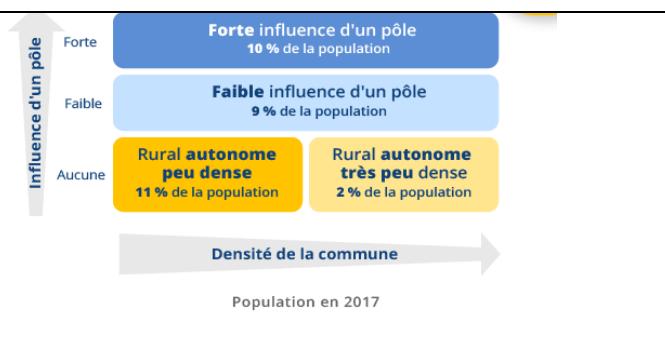 Influence d'un pôle
Forte
Forte influence d'un pôle
10 % de la population
Faible
Faible influence d'un pôle
9 % de la population
Aucune
Rural autonome
peu dense
11 % de la population
Rural autonome
très peu dense
2 % de la population
Densité de la commune
Population en 2017